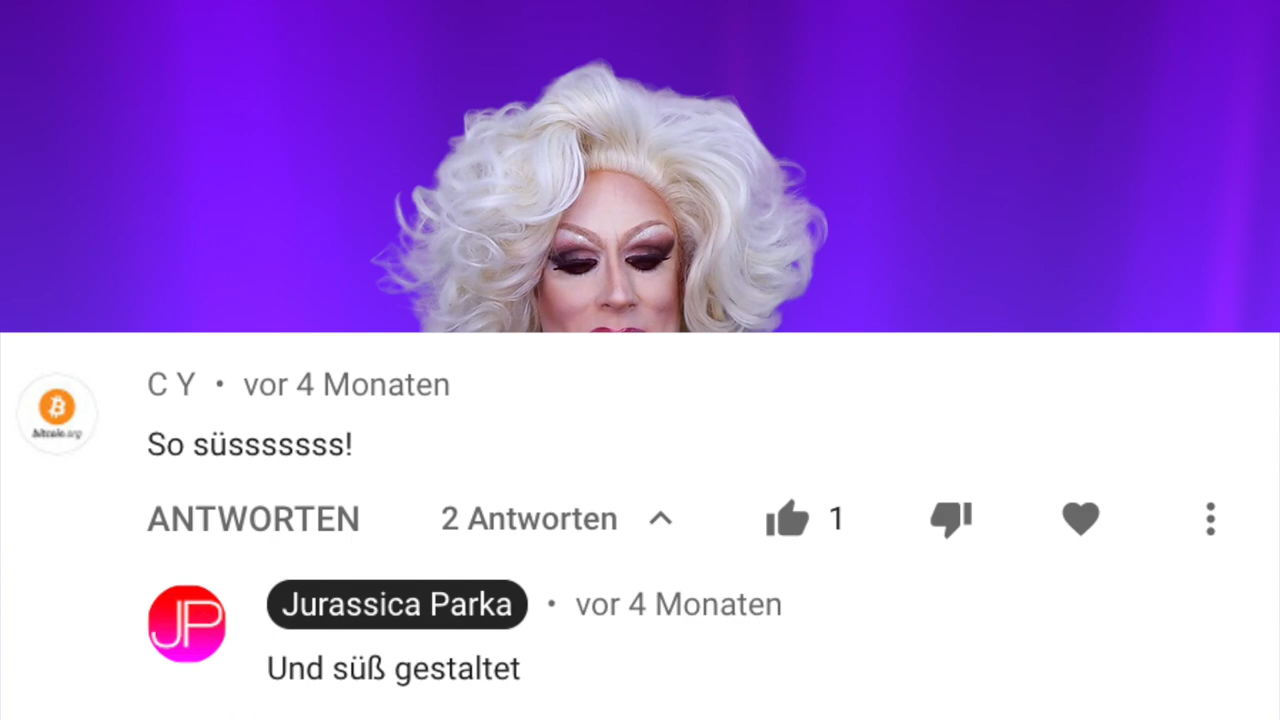 C Y • vor 4 Monaten
So süsssssss!
ANTWORTEN 2 Antworten 1
JP Jurassica Parka • vor 4 Monaten
Und süß gestaltet